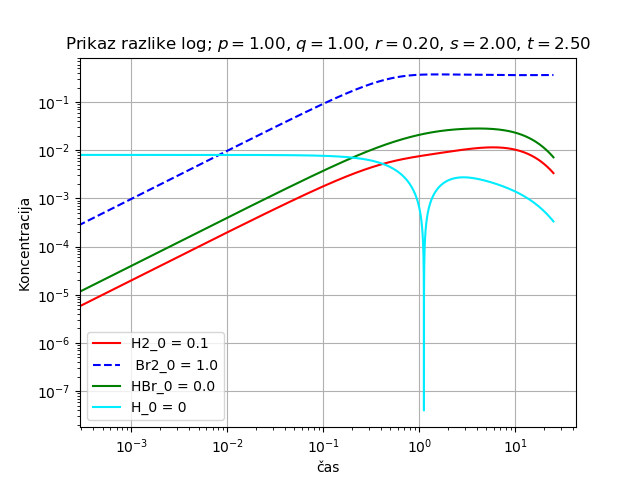 Prikaz razlike log; p = 1.00, q = 1.00, r = 0.20, s = 2.00, t = 2.50
Koncentracija
10⁻¹
10⁻²
10⁻³
10⁻⁴
10⁻⁵
10⁻⁶
10⁻⁷
H2_0 = 0.1
Br2_0 = 1.0
HBr_0 = 0.0
H_0 = 0
10⁻³
10⁻²
10⁻¹
10⁰
10¹
čas